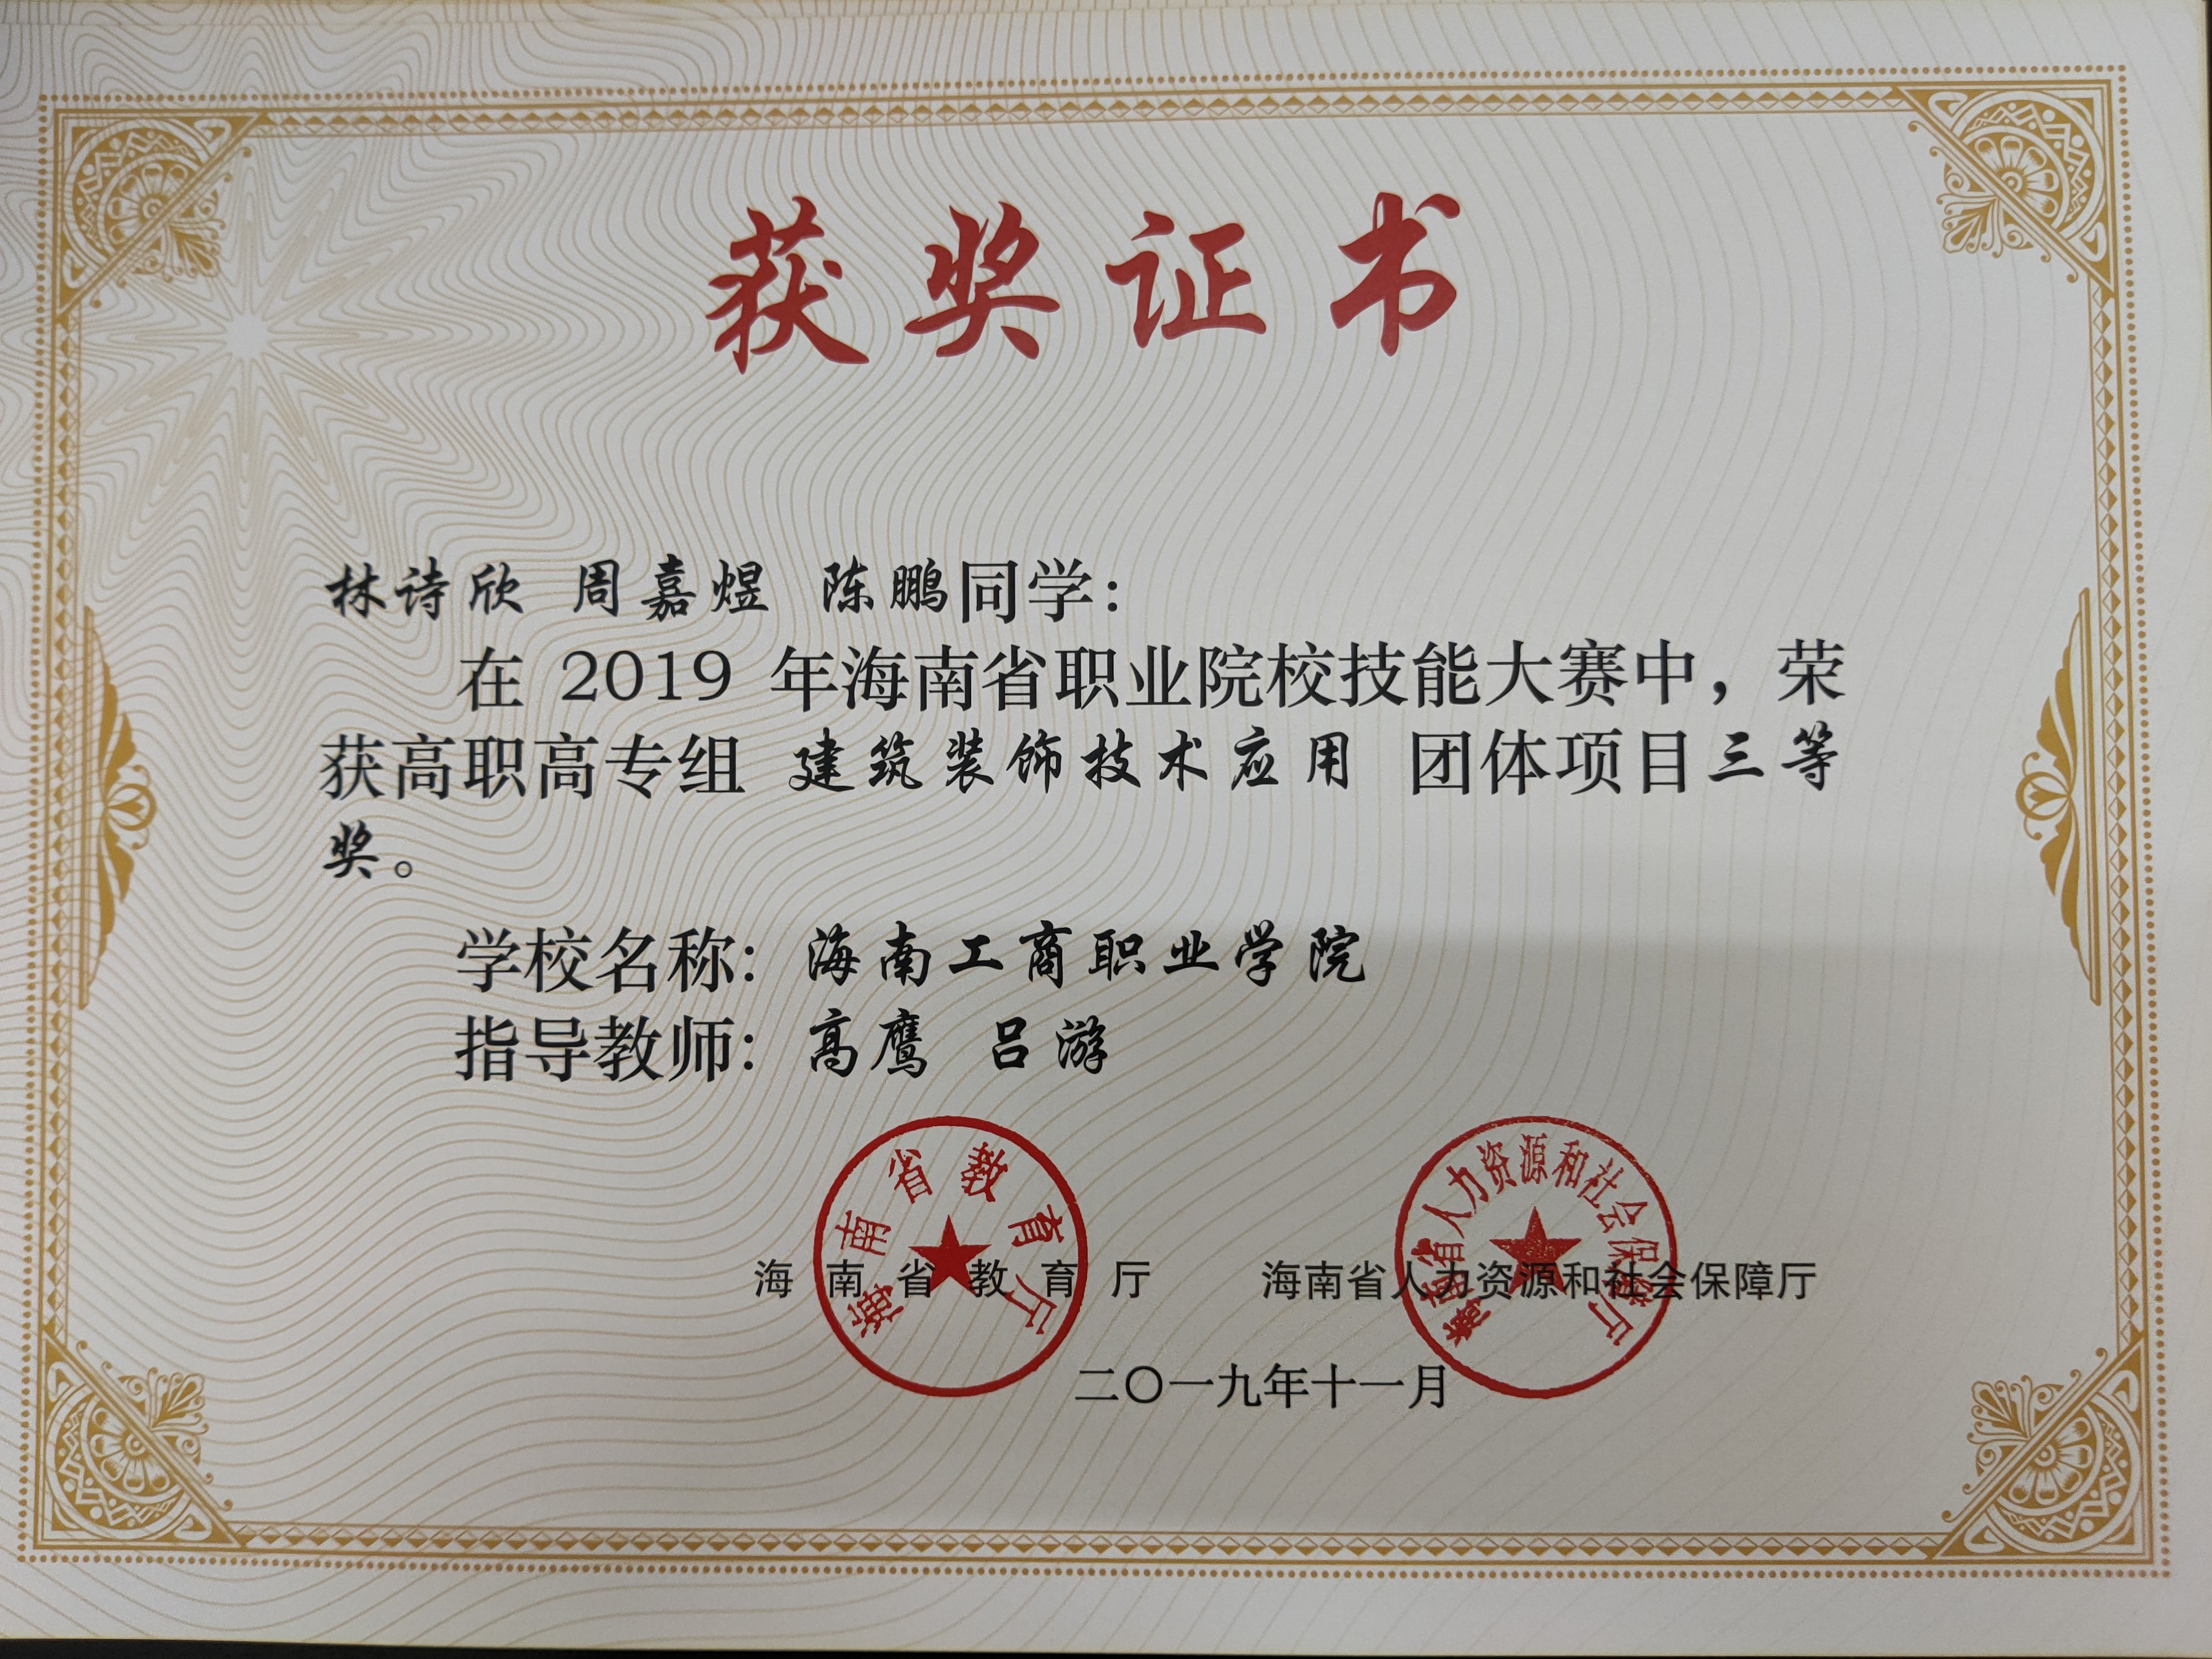 获奖证书
林诗欣 周嘉煜 陈鹏同学：
在 2019 年海南省职业院校技能大赛中，荣
获高职高专组 建筑装饰技术应用 团体项目三等
奖。
学校名称：海南工商职业学院
指导教师：高鹰 吕游
海南省教育厅
海南省人力资源和社会保障厅
海南省教育厅 海南省人力资源和社会保障厅
二〇一九年十一月